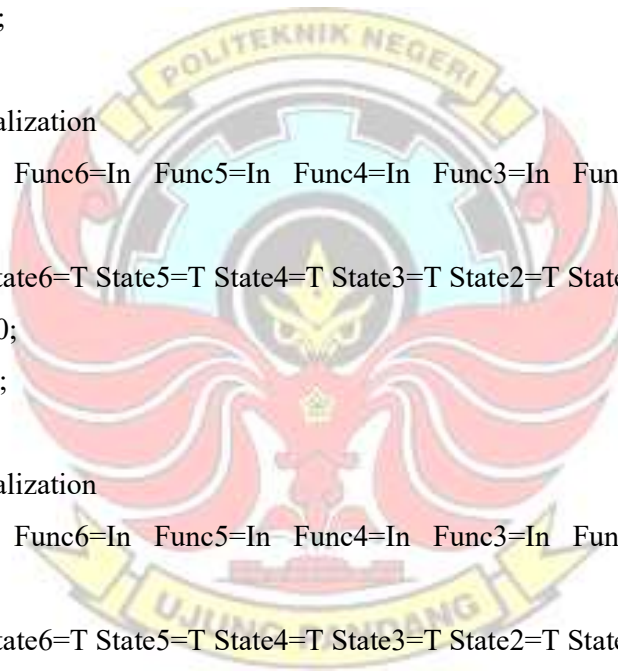 ;
POLITEKNIK NEGERI
alization
Func6=In Func5=In Func4=In Func3=In Fun
tate6=T State5=T State4=T State3=T State2=T State
0;
;
alization
Func6=In Func5=In Func4=In Func3=In Fun
UJUNG PANDANG
tate6=T State5=T State4=T State3=T State2=T State